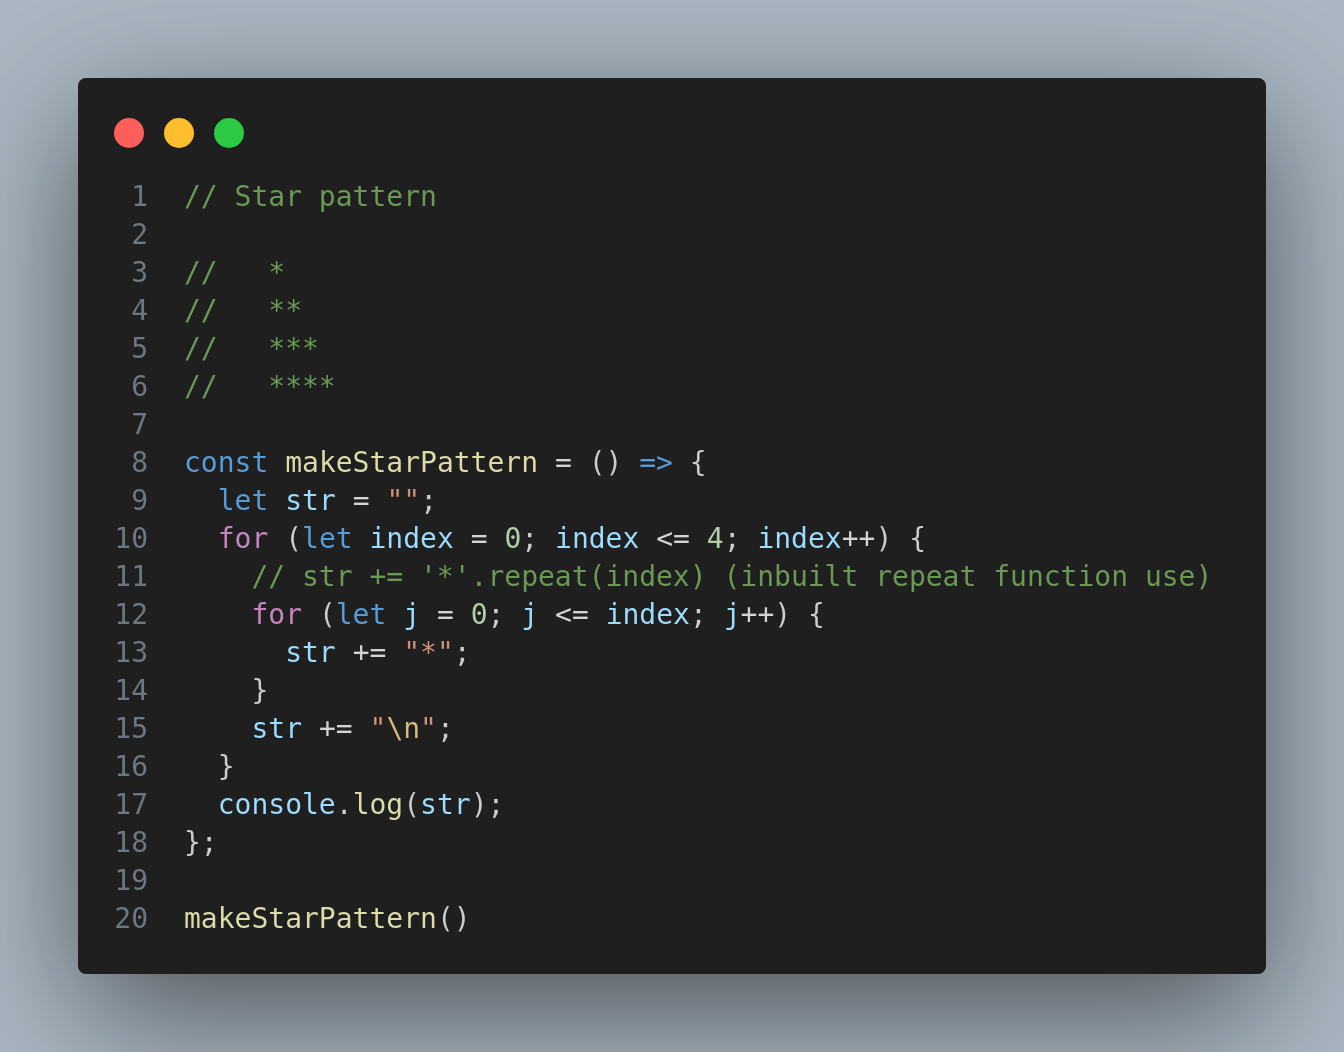 1 // Star pattern
2
3 //   *
4 //   **
5 //   ***
6 //   ****
7
8 const makeStarPattern = () => {
9   let str = "";
10   for (let index = 0; index <= 4; index++) {
11     // str += '*'.repeat(index) (inbuilt repeat function use)
12     for (let j = 0; j <= index; j++) {
13       str += "*";
14     }
15     str += "\n";
16   }
17   console.log(str);
18 };
19
20 makeStarPattern()